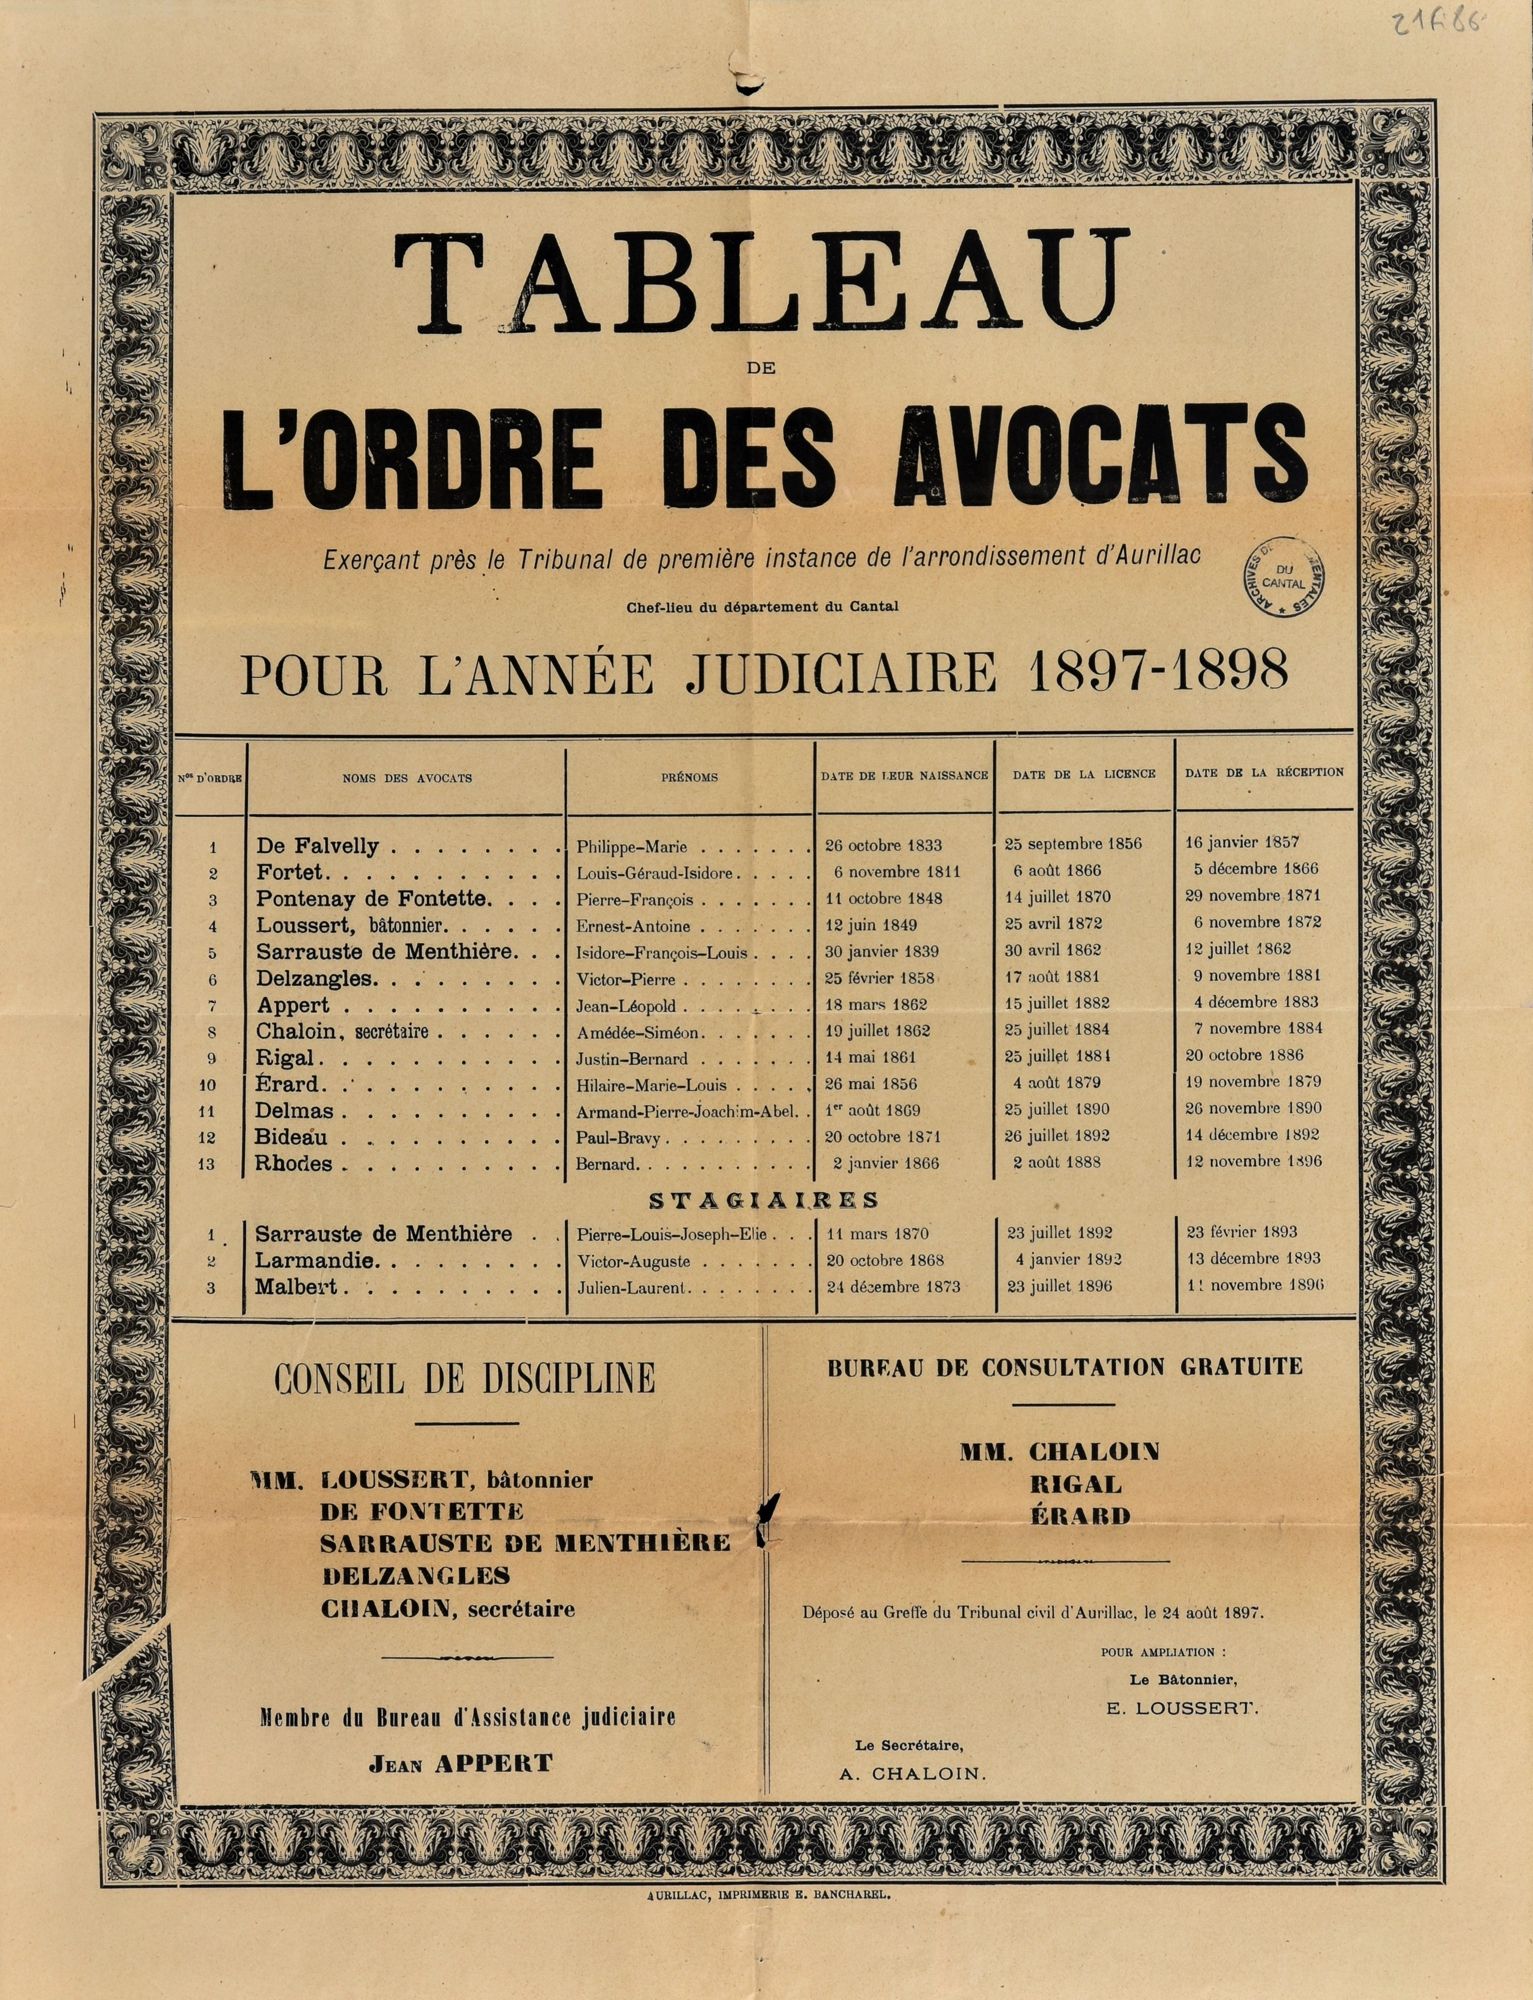 21 fi 86
TABLEAU
DE
L'ORDRE DES AVOCATS
Exerçant près le Tribunal de première instance de l'arrondissement d'Aurillac
Chef-lieu du département du Cantal
ARCHIVES DU CANTAL
POUR L'ANNÉE JUDICIAIRE 1897-1898
Nos D'ORDRE NOMS DES AVOCATS PRÉNOMS DATE DE LEUR NAISSANCE DATE DE LA LICENCE DATE DE LA RÉCEPTION
1 De Falvelly . . . . . . . . Philippe-Marie . . . . . . . 26 octobre 1833 25 septembre 1856 16 janvier 1857
2 Fortet. . . . . . . . . . . Louis-Géraud-Isidore. . . . . 6 novembre 1811 6 août 1866 5 décembre 1866
3 Pontenay de Fontette. . . . Pierre-François . . . . . . . 11 octobre 1848 14 juillet 1870 29 novembre 1871
4 Loussert, bâtonnier. . . . . . Ernest-Antoine . . . . . . . 12 juin 1849 25 avril 1872 6 novembre 1872
5 Sarrauste de Menthière. . . Isidore-François-Louis . . . . 30 janvier 1839 30 avril 1862 12 juillet 1862
6 Delzangles. . . . . . . . . Victor-Pierre . . . . . . . . 25 février 1858 17 août 1881 9 novembre 1881
7 Appert . . . . . . . . . . Jean-Léopold . . . . . . . . 18 mars 1862 15 juillet 1882 4 décembre 1883
8 Chaloin, secrétaire . . . . . . Amédée-Siméon. . . . . . . 19 juillet 1862 25 juillet 1884 7 novembre 1884
9 Rigal. . . . . . . . . . . Justin-Bernard . . . . . . . 14 mai 1861 25 juillet 1884 20 octobre 1886
10 Érard. . . . . . . . . . . Hilaire-Marie-Louis . . . . . 26 mai 1856 4 août 1879 19 novembre 1879
11 Delmas . . . . . . . . . . Armand-Pierre-Joachim-Abel. . 1er août 1869 25 juillet 1890 26 novembre 1890
12 Bideau . . . . . . . . . . Paul-Bravy. . . . . . . . . 20 octobre 1871 26 juillet 1892 14 décembre 1892
13 Rhodes . . . . . . . . . . Bernard. . . . . . . . . . . 2 janvier 1866 2 août 1888 12 novembre 1896
STAGIAIRES
1 Sarrauste de Menthière . . Pierre-Louis-Joseph-Elie . . . 11 mars 1870 23 juillet 1892 23 février 1893
2 Larmandie. . . . . . . . . Victor-Auguste . . . . . . . 20 octobre 1868 4 janvier 1892 13 décembre 1893
3 Malbert. . . . . . . . . . Julien-Laurent. . . . . . . . 24 décembre 1873 23 juillet 1896 novembre 1896
CONSEIL DE DISCIPLINE
MM. LOUSSERT, bâtonnier
DE FONTETTE
SARRAUSTE DE MENTHIÈRE
DELZANGLES
CHALOIN, secrétaire
Membre du Bureau d'Assistance judiciaire
JEAN APPERT
BUREAU DE CONSULTATION GRATUITE
MM. CHALOIN
RIGAL
ÉRARD
Déposé au Greffe du Tribunal civil d'Aurillac, le 24 août 1897.
POUR AMPLIATION :
Le Bâtonnier,
E. LOUSSERT.
Le Secrétaire,
A. CHALOIN.
AURILLAC, IMPRIMERIE E. BANCHAREL.